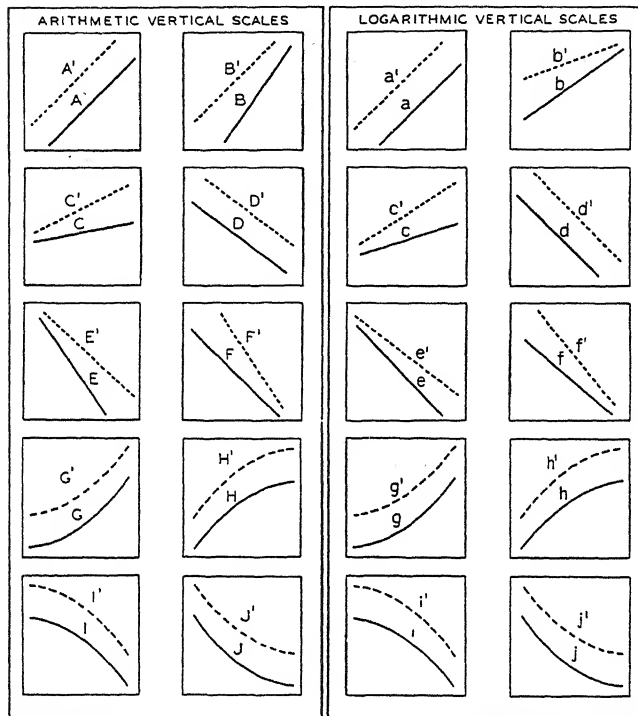 ARITHMETIC VERTICAL SCALES
A'
A
B'
B
C'
C
D'
D
E'
E
F'
F
G'
G
H'
H
I'
I
J'
J
LOGARITHMIC VERTICAL SCALES
a'
a
b'
b
c'
c
d'
d
e'
e
f'
f
g'
g
h'
h
i'
i
j'
j